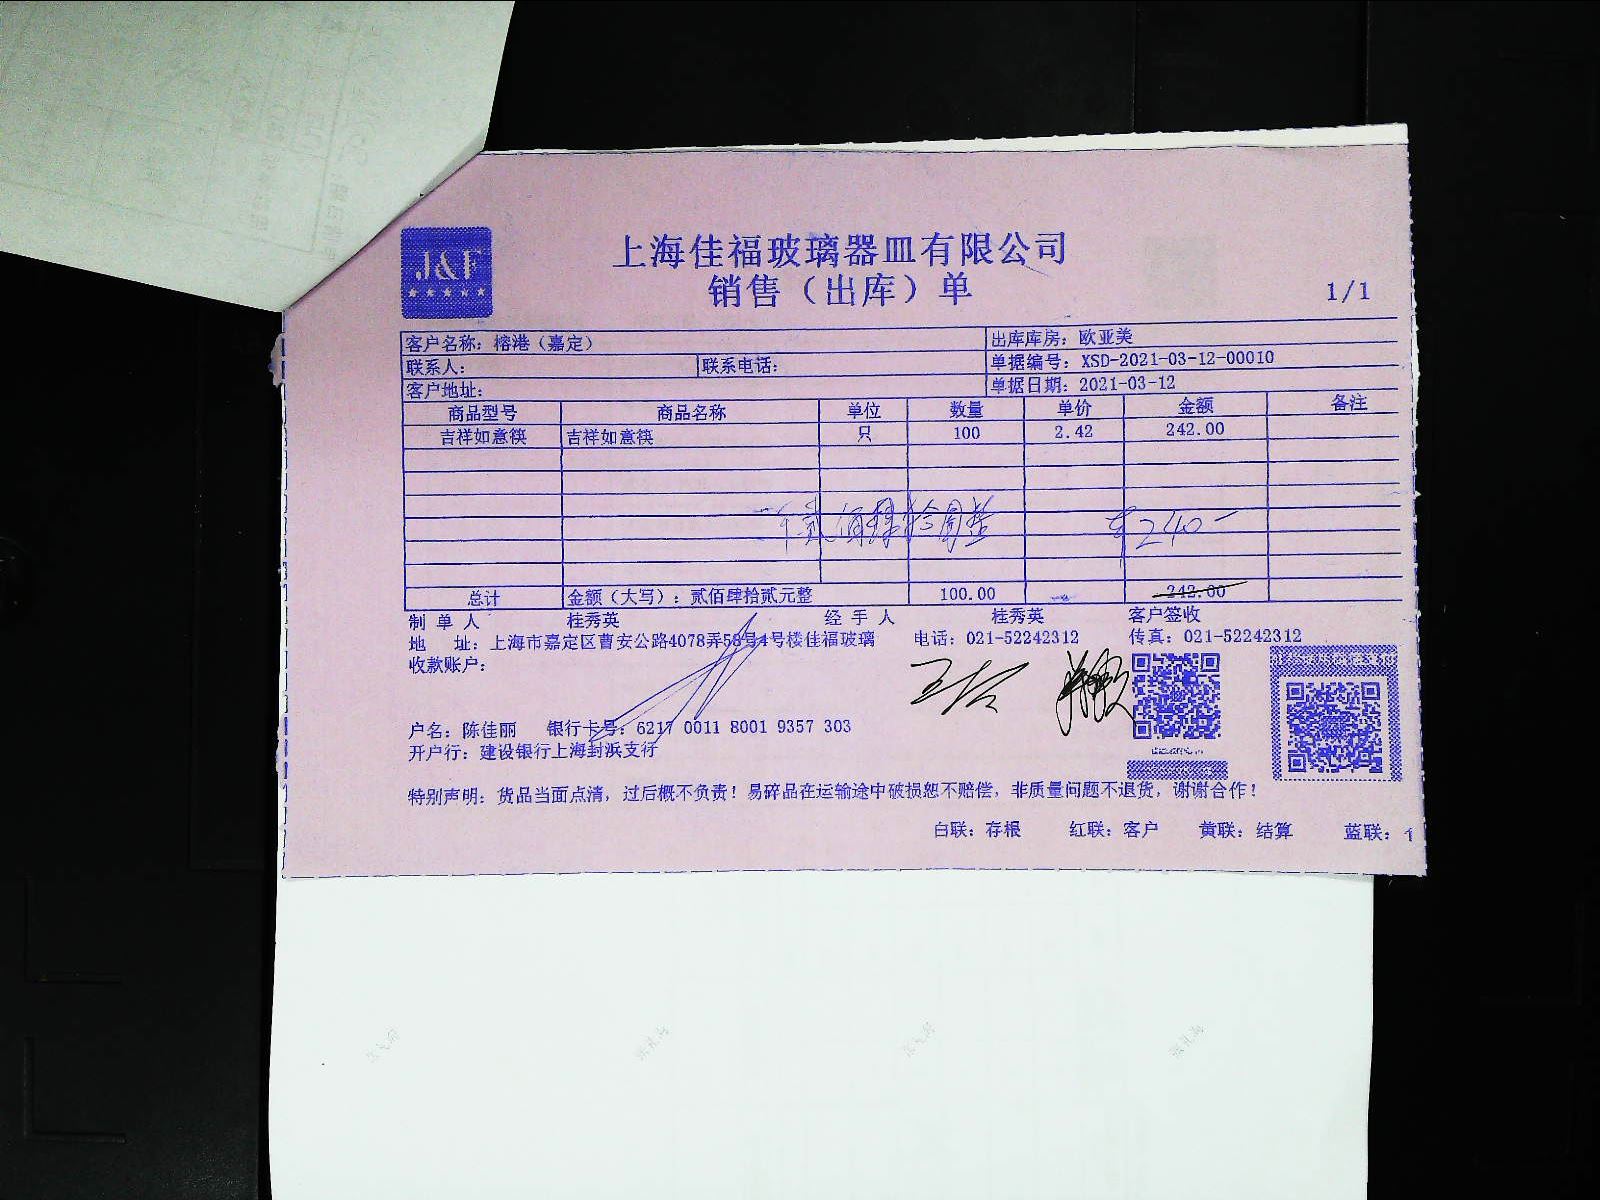 J&F
上海佳福玻璃器皿有限公司
销售（出库）单
1/1
客户名称：榕港（嘉定）
出库库房：欧亚美
联系人：
联系电话：
单据编号：XSD-2021-03-12-00010
客户地址：
单据日期：2021-03-12
商品型号 商品名称 单位 数量 单价 金额 备注
吉祥如意筷 吉祥如意筷 只 100 2.42 242.00
贰佰肆拾圆整 ¥240-
总计 金额（大写）：贰佰肆拾贰元整 100.00 242.00
制单人 桂秀英 经手人 桂秀英 客户签收
地 址：上海市嘉定区曹安公路4078弄58号4号楼佳福玻璃 电话：021-52242312 传真：021-52242312
收款账户：
户名：陈佳丽 银行卡号：6217 0011 8001 9357 303
开户行：建设银行上海封浜支行
特别声明：货品当面点清，过后概不负责！易碎品在运输途中破损恕不赔偿，非质量问题不退货，谢谢合作！
白联：存根 红联：客户 黄联：结算 蓝联：